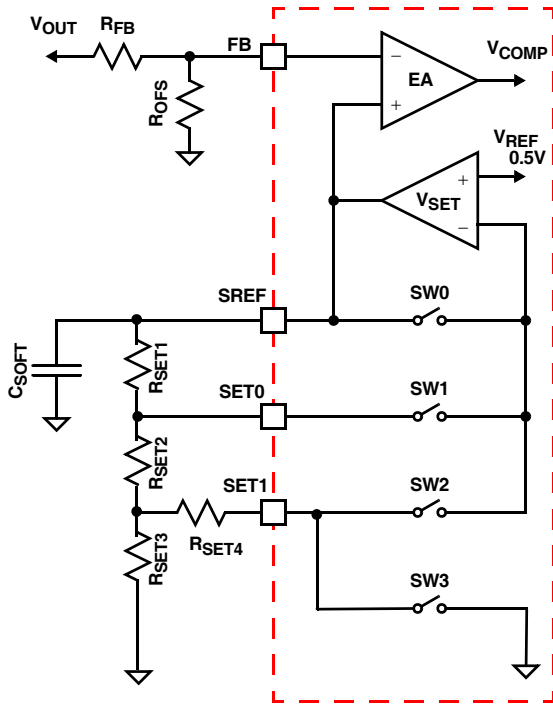 VOUT
RFB
FB
−
EA
+
VCOMP
ROFS
VREF
0.5V
+
VSET
−
SREF
SW0
CSOFT
RSET1
SET0
SW1
RSET2
SET1
SW2
RSET4
RSET3
SW3